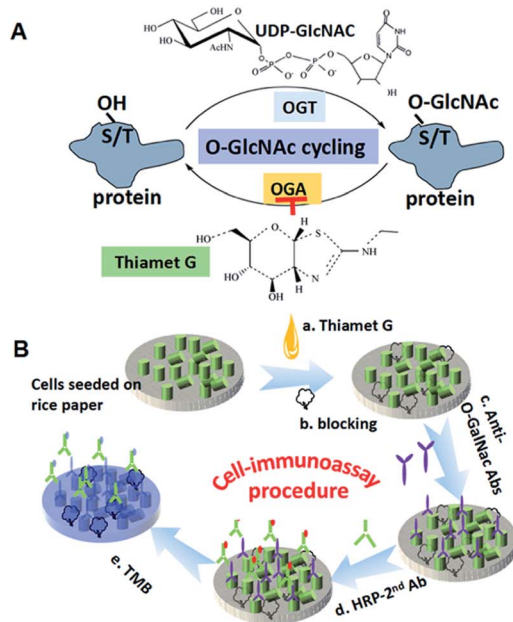 A
UDP-GlcNAC
HO
OH
HO
HO
AcHN
O
O
O
O
P
O
P
O
O⁻
O⁻
O
NH
N
O
OH
OH
S/T
protein
OGT
O-GlcNAc cycling
OGA
O-GlcNAc
S/T
protein
Thiamet G
HO
O
H
S
NH
HO
N
OH
H
B
a. Thiamet G
Cells seeded on
rice paper
b. blocking
c. Anti-
O-GalNac Abs
Cell-immunoassay
procedure
d. HRP-2ⁿᵈ Ab
e. TMB